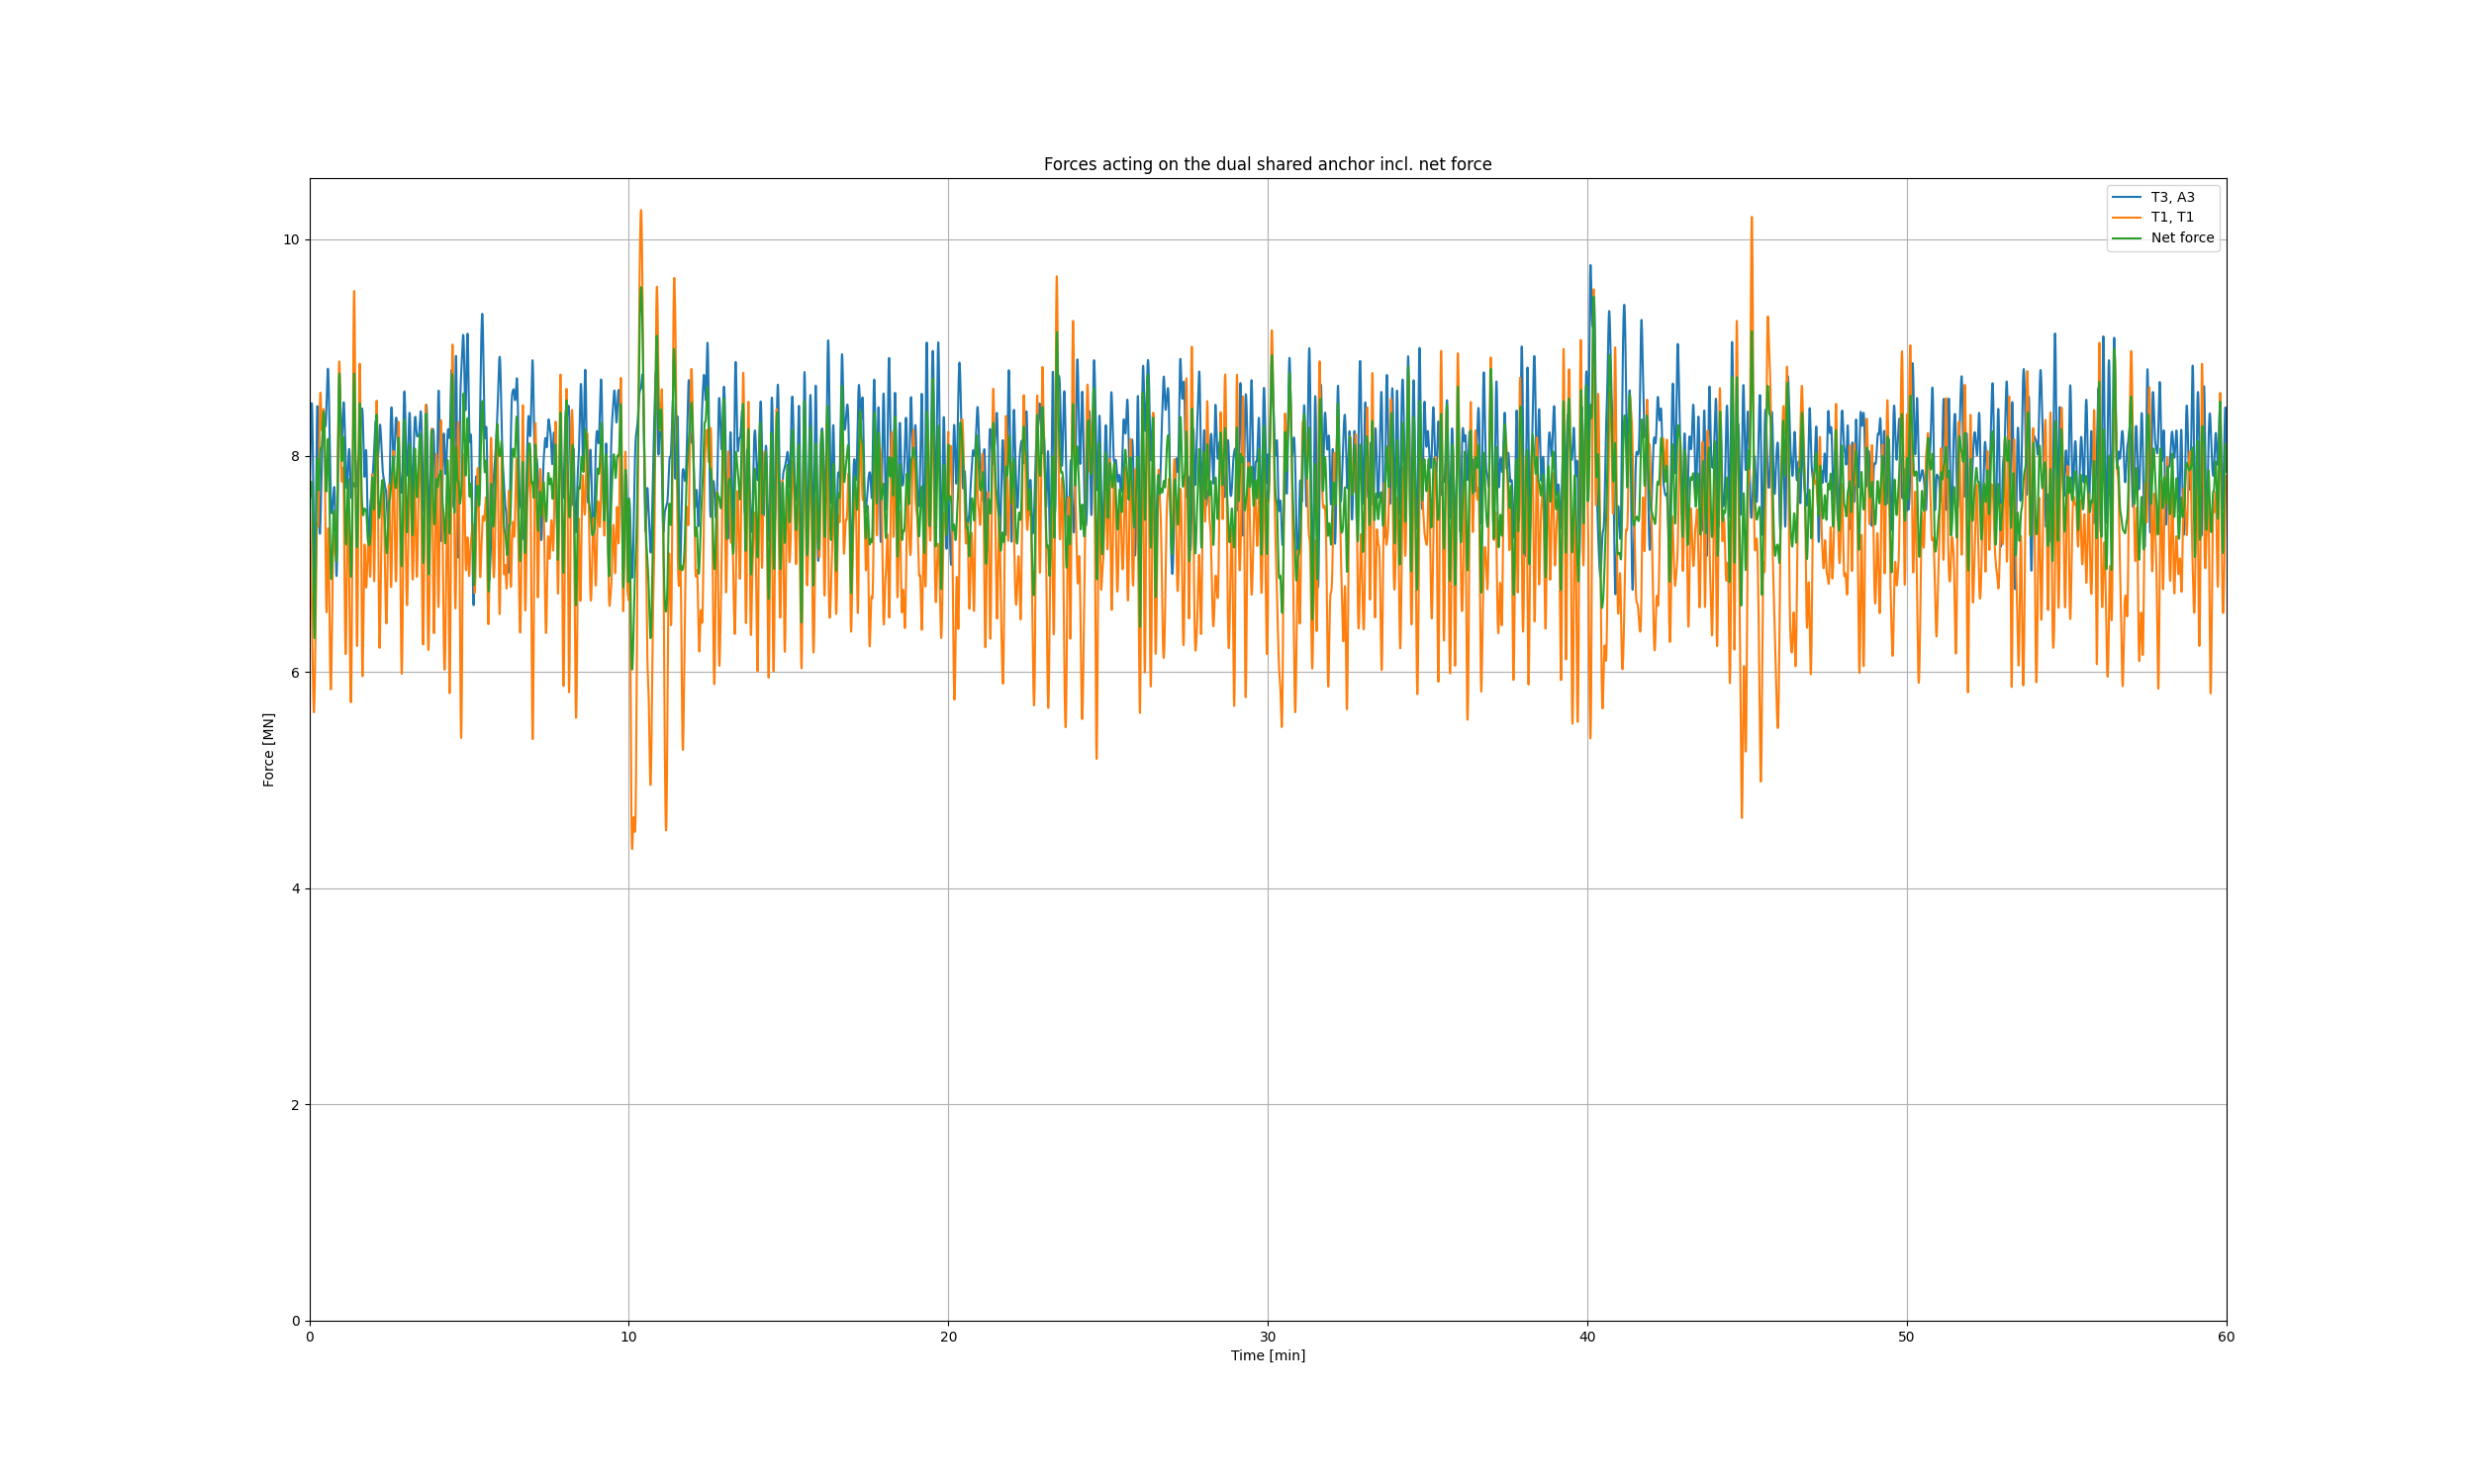 Forces acting on the dual shared anchor incl. net force
T3, A3
T1, T1
Net force
10
8
6
4
2
0
Force [MN]
0 10 20 30 40 50 60
Time [min]